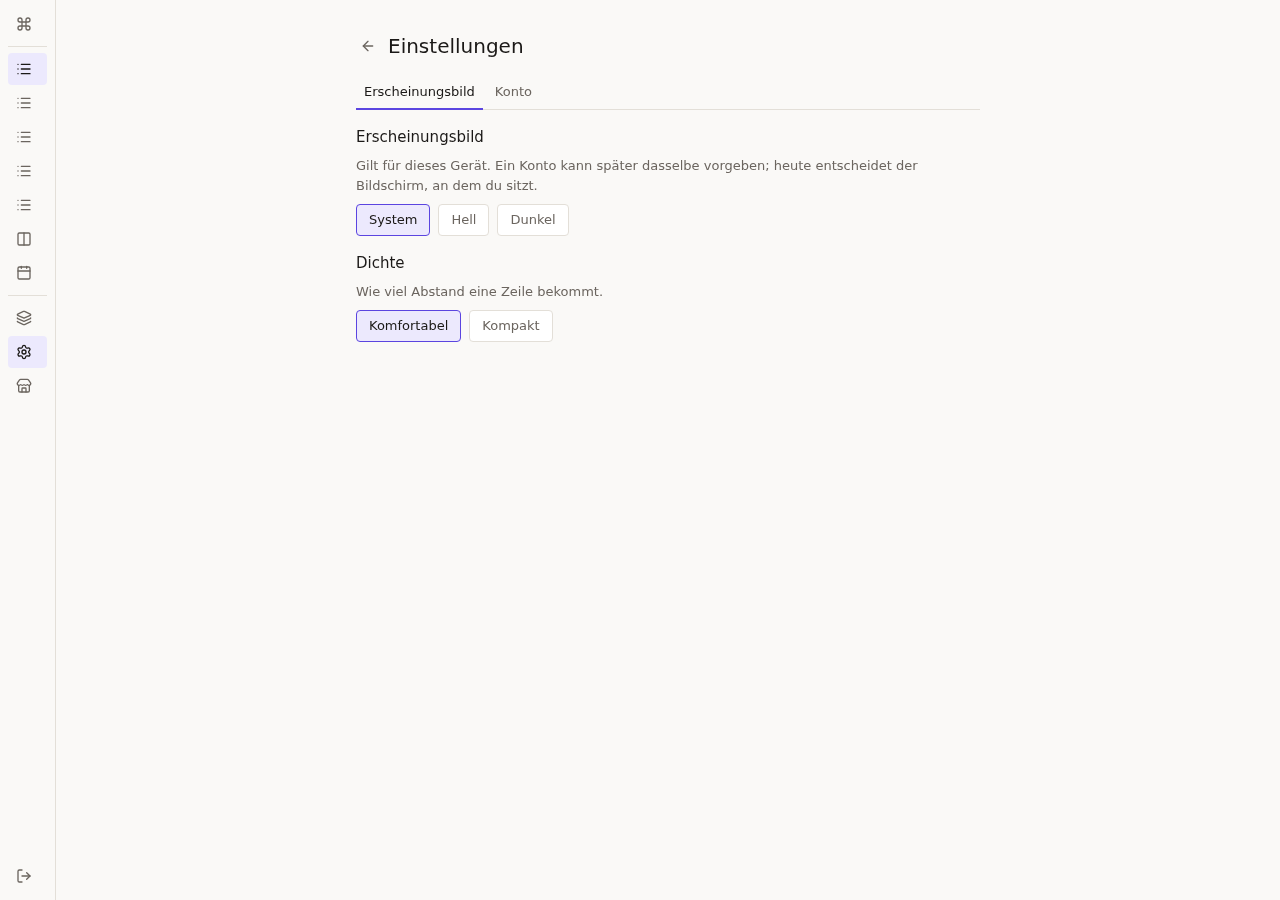 Einstellungen
Erscheinungsbild Konto
Erscheinungsbild
Gilt für dieses Gerät. Ein Konto kann später dasselbe vorgeben; heute entscheidet der
Bildschirm, an dem du sitzt.
System Hell Dunkel
Dichte
Wie viel Abstand eine Zeile bekommt.
Komfortabel Kompakt